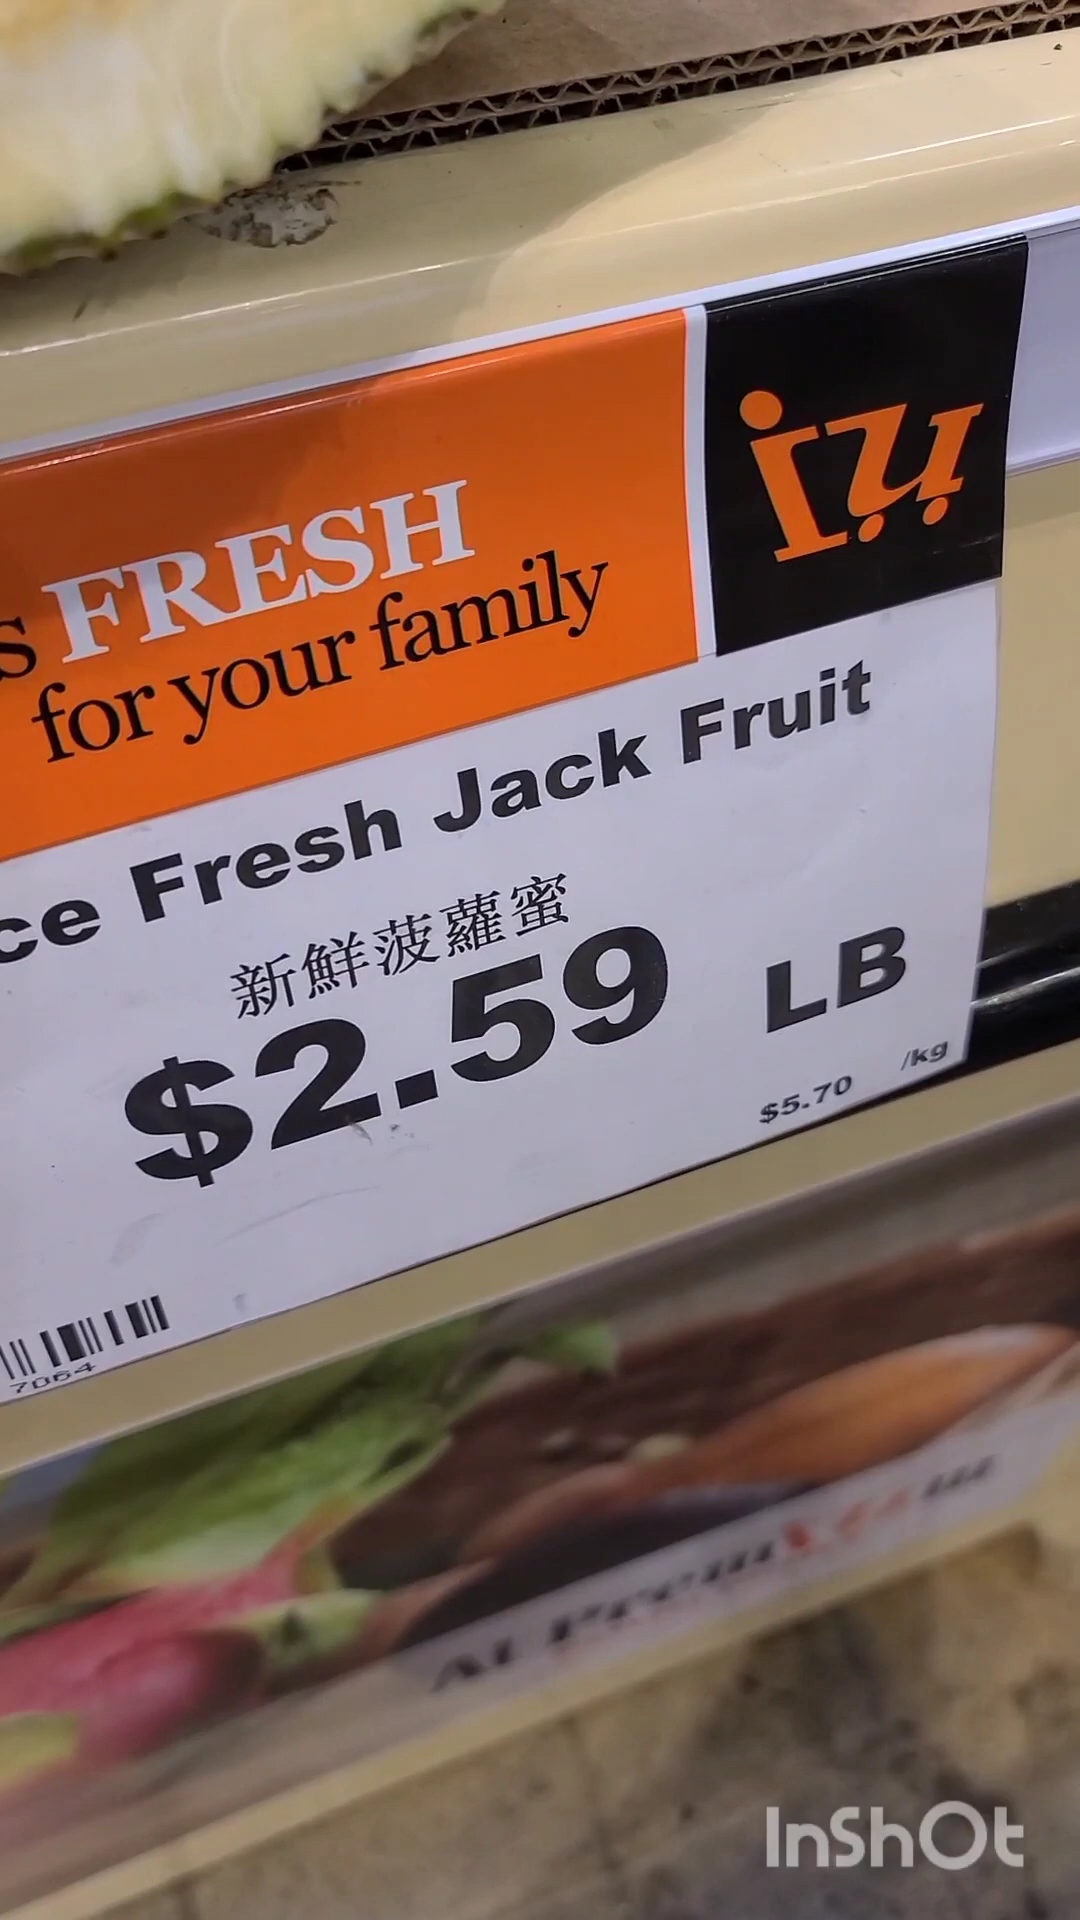 s FRESH
for your family
ce Fresh Jack Fruit
新鮮菠蘿蜜
$2.59 LB
$5.70 /kg
7064
InShOt